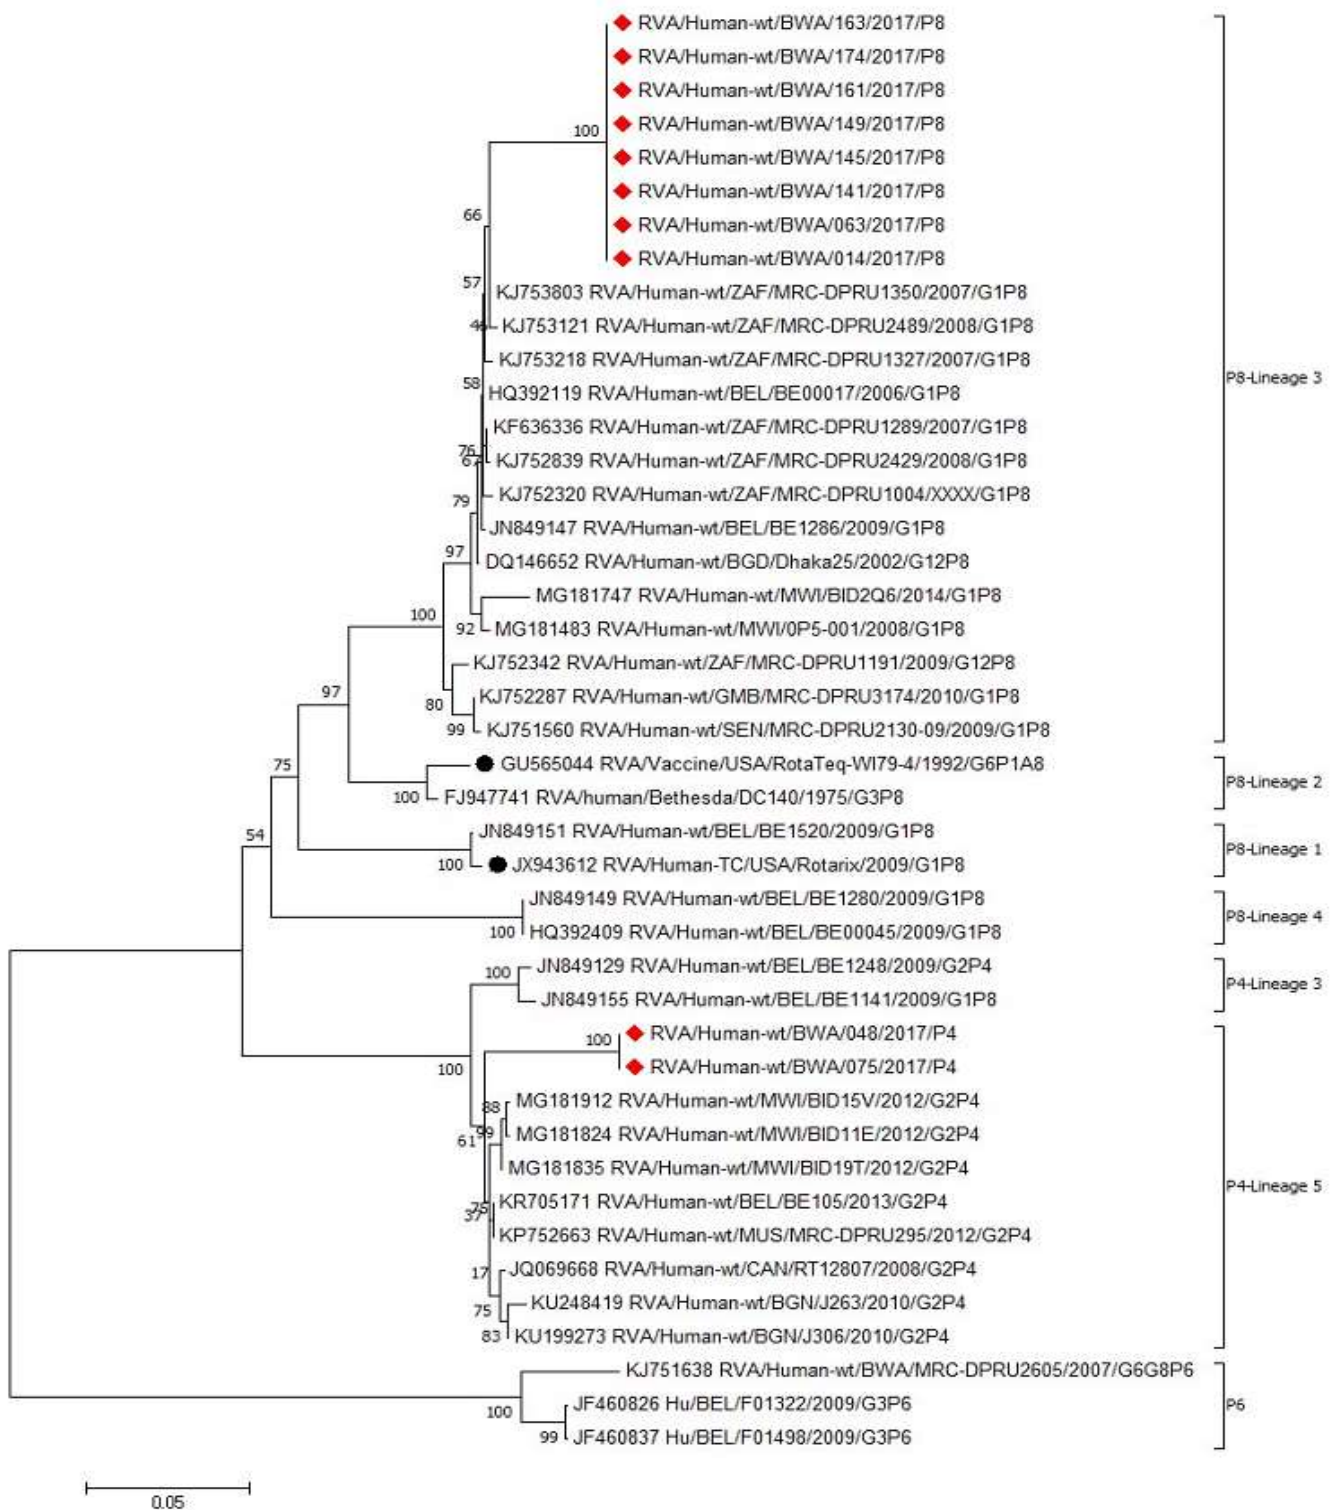 RVA/Human-wt/BWA/163/2017/P8
RVA/Human-wt/BWA/174/2017/P8
RVA/Human-wt/BWA/161/2017/P8
RVA/Human-wt/BWA/149/2017/P8
100
RVA/Human-wt/BWA/145/2017/P8
RVA/Human-wt/BWA/141/2017/P8
66
RVA/Human-wt/BWA/063/2017/P8
RVA/Human-wt/BWA/014/2017/P8
57
KJ753803 RVA/Human-wt/ZAF/MRC-DPRU1350/2007/G1P8
KJ753121 RVA/Human-wt/ZAF/MRC-DPRU2489/2008/G1P8
KJ753218 RVA/Human-wt/ZAF/MRC-DPRU1327/2007/G1P8
P8-Lineage 3
58
HQ392119 RVA/Human-wt/BEL/BE00017/2006/G1P8
KF636336 RVA/Human-wt/ZAF/MRC-DPRU1289/2007/G1P8
76
67
KJ752839 RVA/Human-wt/ZAF/MRC-DPRU2429/2008/G1P8
KJ752320 RVA/Human-wt/ZAF/MRC-DPRU1004/XXXX/G1P8
79
JN849147 RVA/Human-wt/BEL/BE1286/2009/G1P8
97
DQ146652 RVA/Human-wt/BGD/Dhaka25/2002/G12P8
MG181747 RVA/Human-wt/MWI/BID2Q6/2014/G1P8
100
92
MG181483 RVA/Human-wt/MWI/0P5-001/2008/G1P8
KJ752342 RVA/Human-wt/ZAF/MRC-DPRU1191/2009/G12P8
97
80
KJ752287 RVA/Human-wt/GMB/MRC-DPRU3174/2010/G1P8
99
KJ751560 RVA/Human-wt/SEN/MRC-DPRU2130-09/2009/G1P8
75
GU565044 RVA/Vaccine/USA/RotaTeq-WI79-4/1992/G6P1A8
P8-Lineage 2
100
FJ947741 RVA/human/Bethesda/DC140/1975/G3P8
54
JN849151 RVA/Human-wt/BEL/BE1520/2009/G1P8
P8-Lineage 1
100
JX943612 RVA/Human-TC/USA/Rotarix/2009/G1P8
JN849149 RVA/Human-wt/BEL/BE1280/2009/G1P8
P8-Lineage 4
100
HQ392409 RVA/Human-wt/BEL/BE00045/2009/G1P8
100
JN849129 RVA/Human-wt/BEL/BE1248/2009/G2P4
P4-Lineage 3
JN849155 RVA/Human-wt/BEL/BE1141/2009/G1P8
RVA/Human-wt/BWA/048/2017/P4
100
RVA/Human-wt/BWA/075/2017/P4
100
MG181912 RVA/Human-wt/MWI/BID15V/2012/G2P4
88
99
MG181824 RVA/Human-wt/MWI/BID11E/2012/G2P4
61
MG181835 RVA/Human-wt/MWI/BID19T/2012/G2P4
P4-Lineage 5
KR705171 RVA/Human-wt/BEL/BE105/2013/G2P4
75
37
KP752663 RVA/Human-wt/MUS/MRC-DPRU295/2012/G2P4
17
JQ069668 RVA/Human-wt/CAN/RT12807/2008/G2P4
75
KU248419 RVA/Human-wt/BGN/J263/2010/G2P4
83
KU199273 RVA/Human-wt/BGN/J306/2010/G2P4
KJ751638 RVA/Human-wt/BWA/MRC-DPRU2605/2007/G6G8P6
100
JF460826 Hu/BEL/F01322/2009/G3P6
P6
99
JF460837 Hu/BEL/F01498/2009/G3P6
0.05